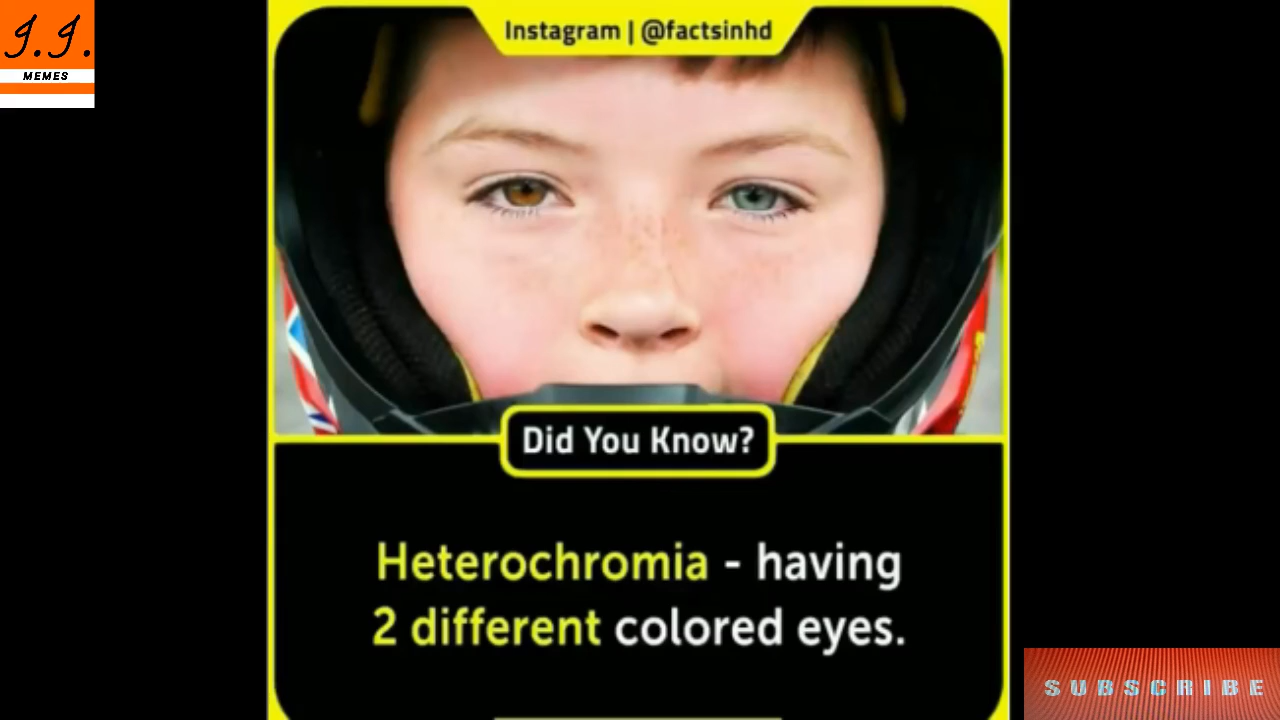 J.J.
MEMES
Instagram | @factsinhd
Did You Know?
Heterochromia - having
2 different colored eyes.
SUBSCRIBE